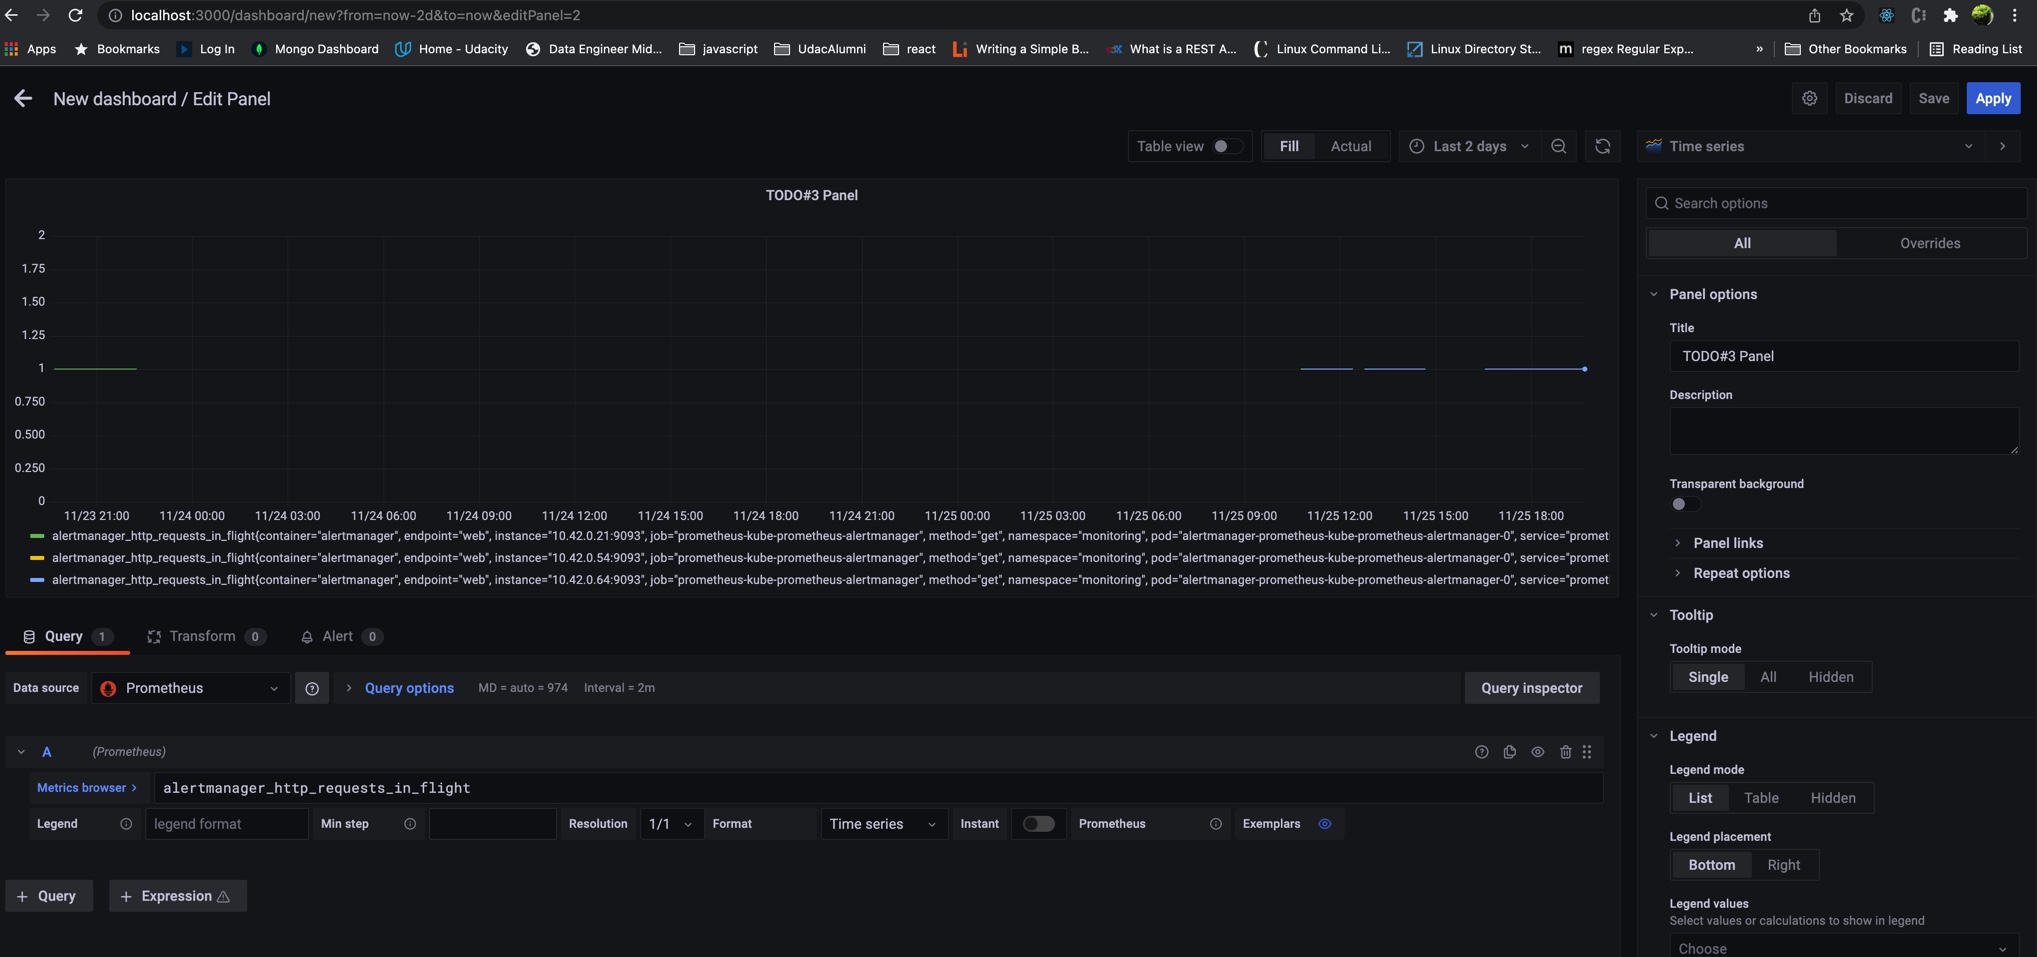 localhost:3000/dashboard/new?from=now-2d&to=now&editPanel=2
Apps Bookmarks Log In Mongo Dashboard Home - Udacity Data Engineer Mid... javascript UdacAlumni react Writing a Simple B... What is a REST A... Linux Command Li... Linux Directory St... regex Regular Exp... » Other Bookmarks Reading List
New dashboard / Edit Panel
Discard Save Apply
Table view Fill Actual Last 2 days Time series
TODO#3 Panel
2
1.75
1.50
1.25
1
0.750
0.500
0.250
0
11/23 21:00 11/24 00:00 11/24 03:00 11/24 06:00 11/24 09:00 11/24 12:00 11/24 15:00 11/24 18:00 11/24 21:00 11/25 00:00 11/25 03:00 11/25 06:00 11/25 09:00 11/25 12:00 11/25 15:00 11/25 18:00
alertmanager_http_requests_in_flight{container="alertmanager", endpoint="web", instance="10.42.0.21:9093", job="prometheus-kube-prometheus-alertmanager", method="get", namespace="monitoring", pod="alertmanager-prometheus-kube-prometheus-alertmanager-0", service="promet
alertmanager_http_requests_in_flight{container="alertmanager", endpoint="web", instance="10.42.0.54:9093", job="prometheus-kube-prometheus-alertmanager", method="get", namespace="monitoring", pod="alertmanager-prometheus-kube-prometheus-alertmanager-0", service="promet
alertmanager_http_requests_in_flight{container="alertmanager", endpoint="web", instance="10.42.0.64:9093", job="prometheus-kube-prometheus-alertmanager", method="get", namespace="monitoring", pod="alertmanager-prometheus-kube-prometheus-alertmanager-0", service="promet
Query 1 Transform 0 Alert 0
Data source Prometheus Query options MD = auto = 974 Interval = 2m Query inspector
A (Prometheus)
Metrics browser > alertmanager_http_requests_in_flight
Legend legend format Min step Resolution 1/1 Format Time series Instant Prometheus Exemplars
+ Query + Expression
Search options
All Overrides
Panel options
Title
TODO#3 Panel
Description
Transparent background
Panel links
Repeat options
Tooltip
Tooltip mode
Single All Hidden
Legend
Legend mode
List Table Hidden
Legend placement
Bottom Right
Legend values
Select values or calculations to show in legend
Choose